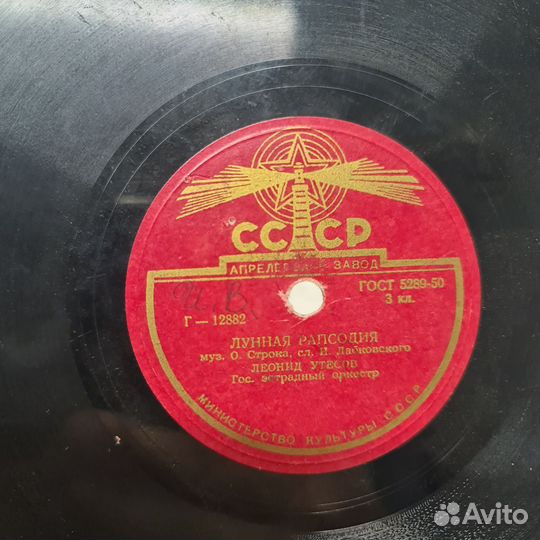 СССР
АПРЕЛЕВСКИЙ ЗАВОД
ГОСТ 5289-50
3 кл.
Г — 12882
ЛУННАЯ РАПСОДИЯ
муз. О. Строка, сл. И. Дабковского
ЛЕОНИД УТЕСОВ
Гос. эстрадный оркестр
МИНИСТЕРСТВО КУЛЬТУРЫ СССР
Avito